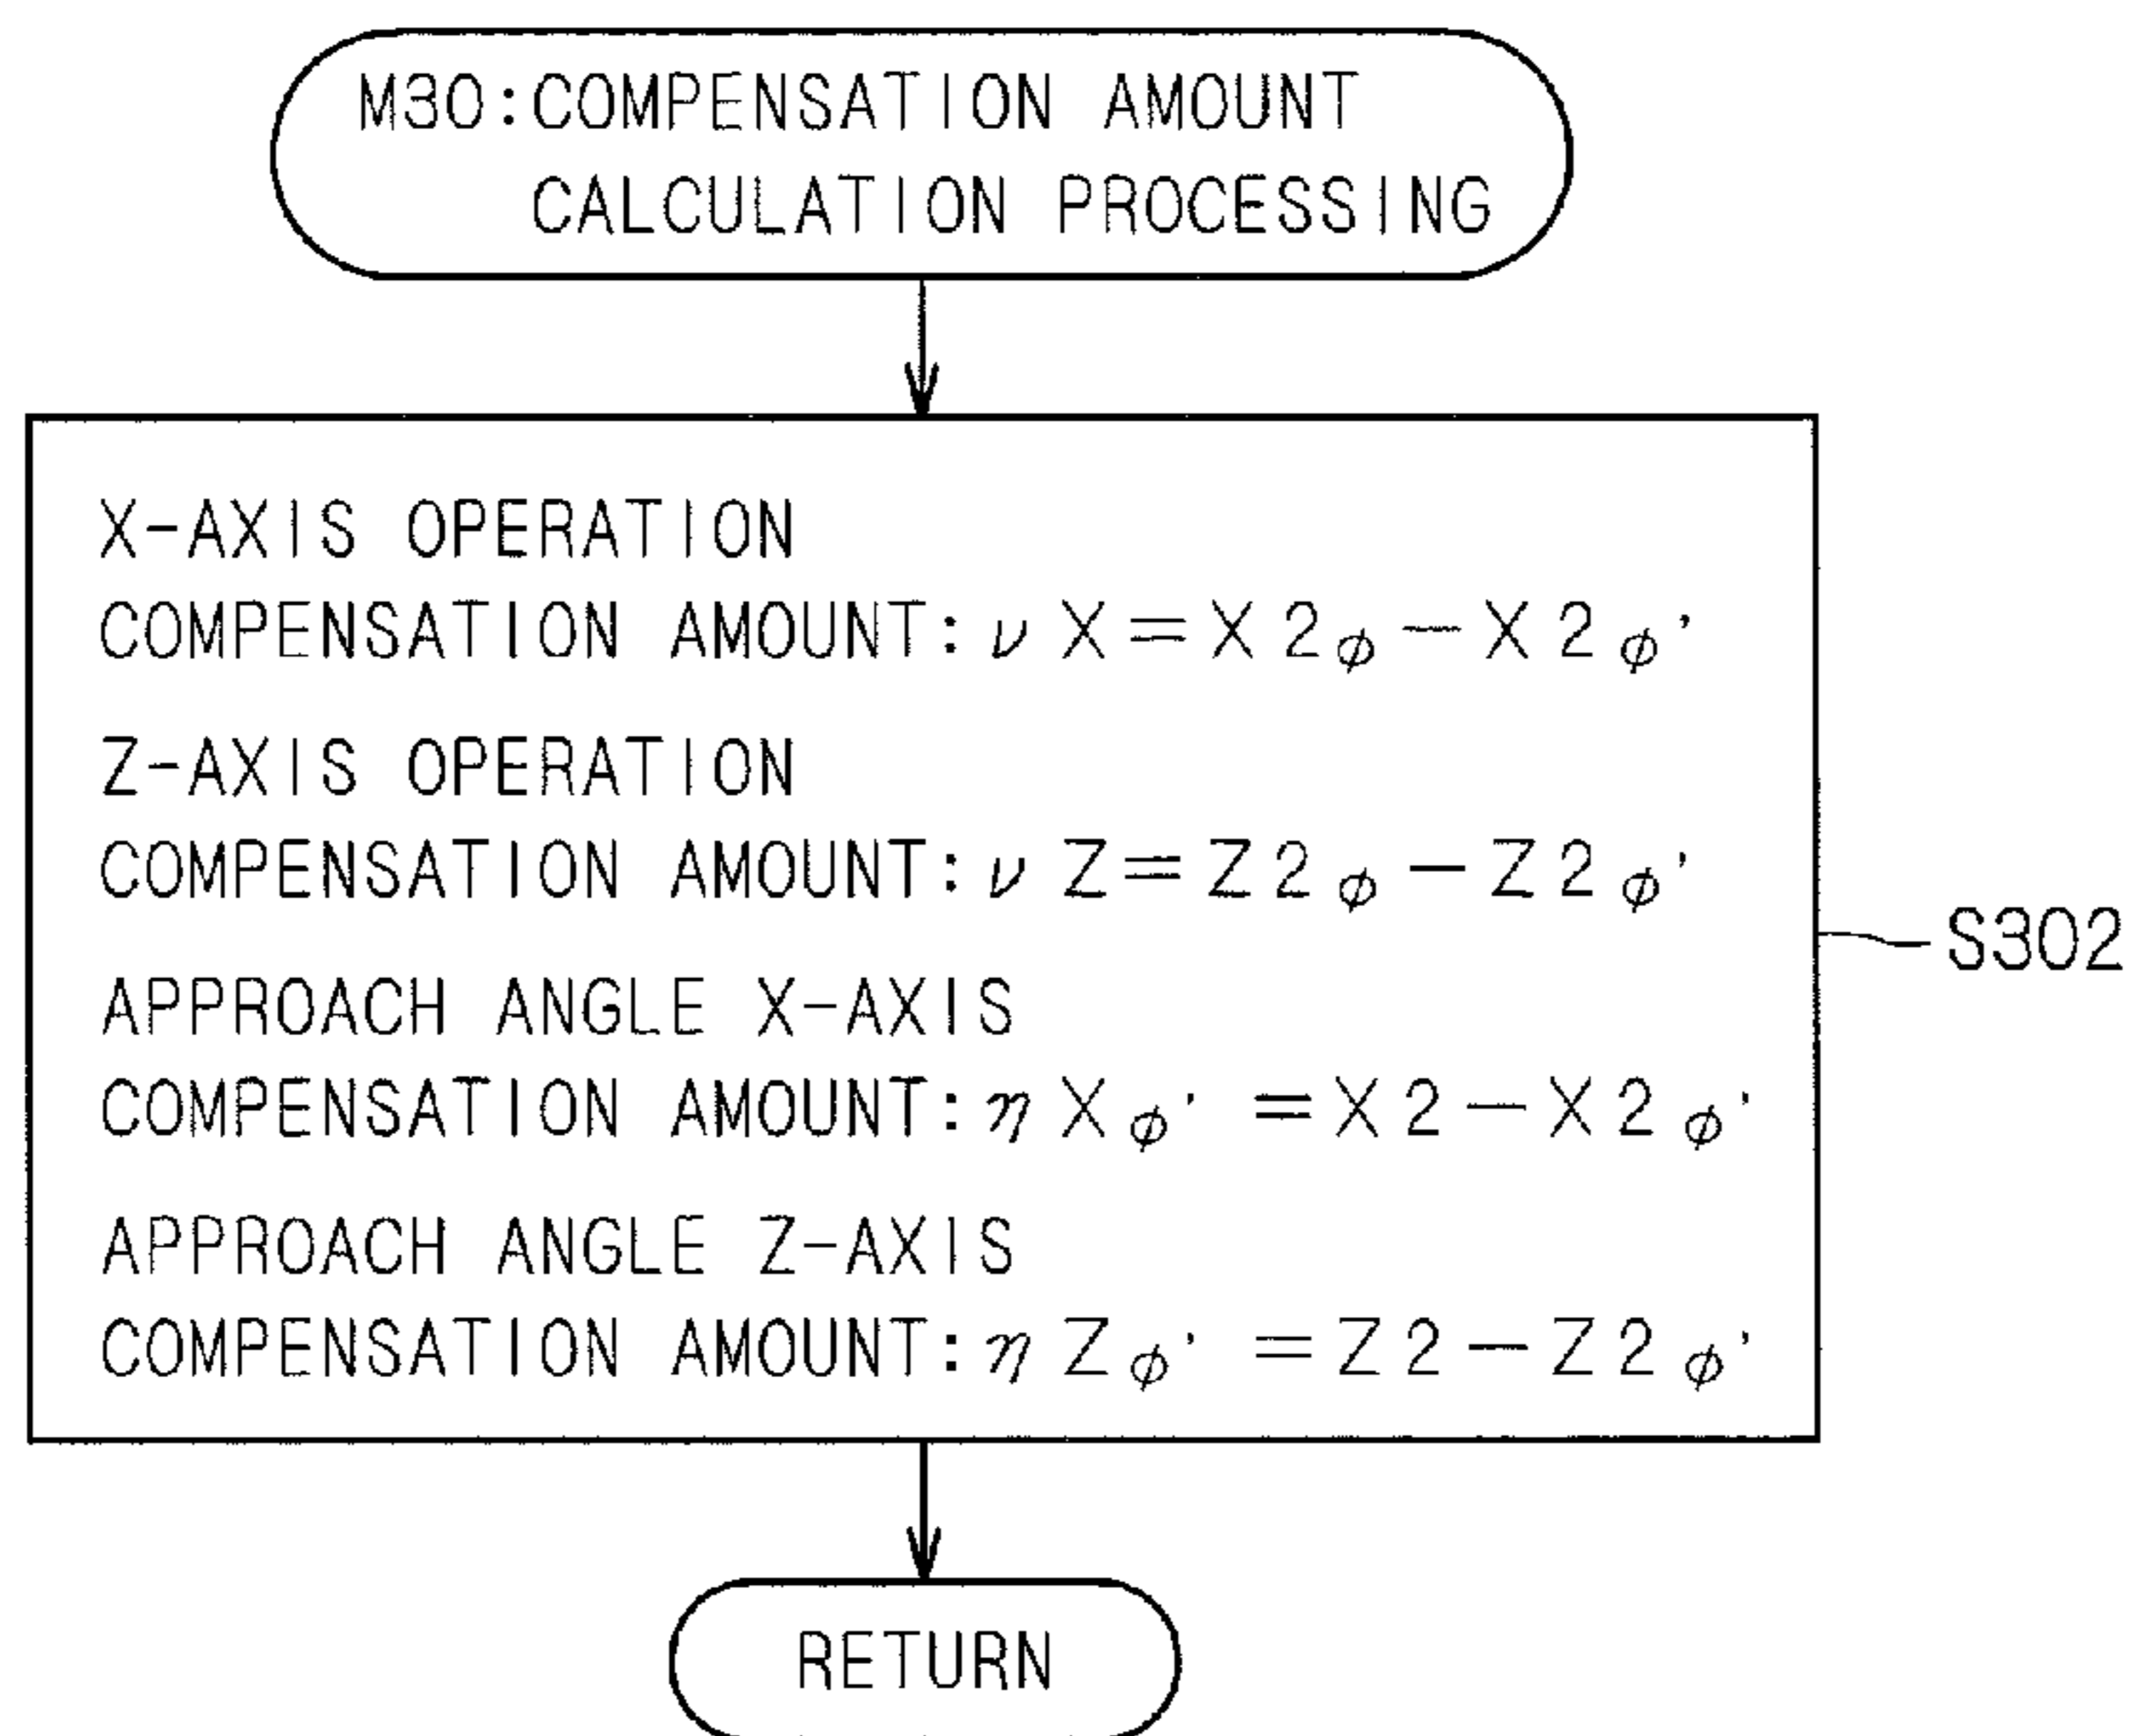 M30:COMPENSATION AMOUNT
CALCULATION PROCESSING
X-AXIS OPERATION
COMPENSATION AMOUNT:νX=X2φ-X2φ'
Z-AXIS OPERATION
COMPENSATION AMOUNT:νZ=Z2φ-Z2φ'
S302
APPROACH ANGLE X-AXIS
COMPENSATION AMOUNT:ηXφ'=X2-X2φ'
APPROACH ANGLE Z-AXIS
COMPENSATION AMOUNT:ηZφ'=Z2-Z2φ'
RETURN